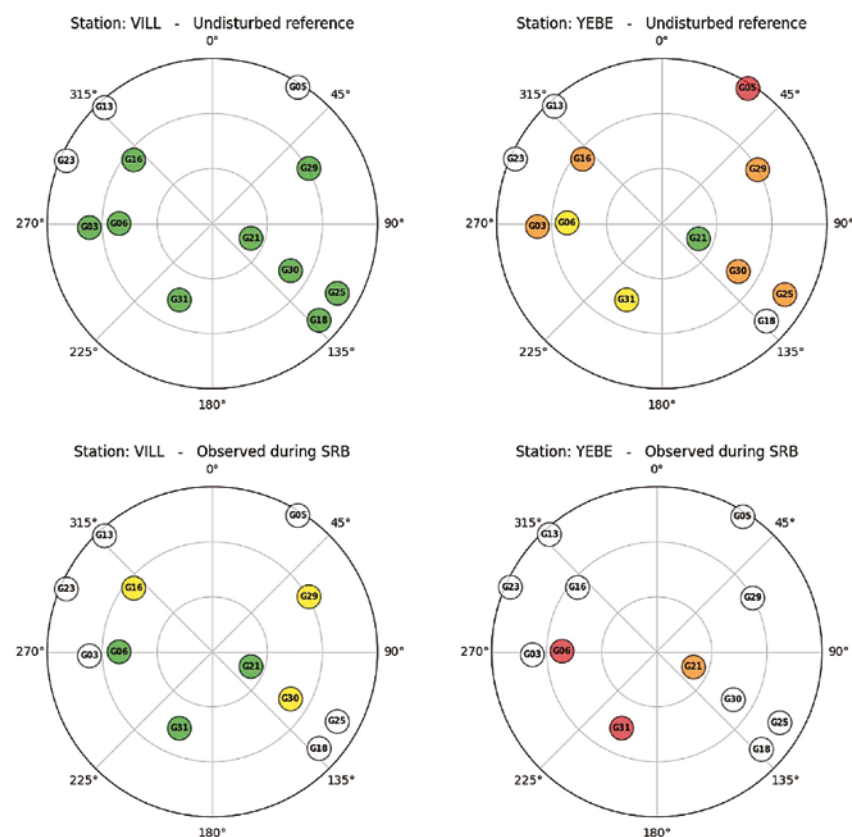 Station: VILL - Undisturbed reference
0°
G05
45°
315°
G13
G23
G16
G29
270°
G03
G06
G21
90°
G30
G31
G25
G18
225°
135°
180°
Station: YEBE - Undisturbed reference
0°
G05
45°
315°
G13
G23
G16
G29
270°
G03
G06
G21
90°
G30
G31
G25
G18
225°
135°
180°
Station: VILL - Observed during SRB
0°
G05
45°
315°
G13
G23
G16
G29
270°
G03
G06
G21
90°
G30
G31
G25
G18
225°
135°
180°
Station: YEBE - Observed during SRB
0°
G05
45°
315°
G13
G23
G16
G29
270°
G03
G06
G21
90°
G30
G31
G25
G18
225°
135°
180°